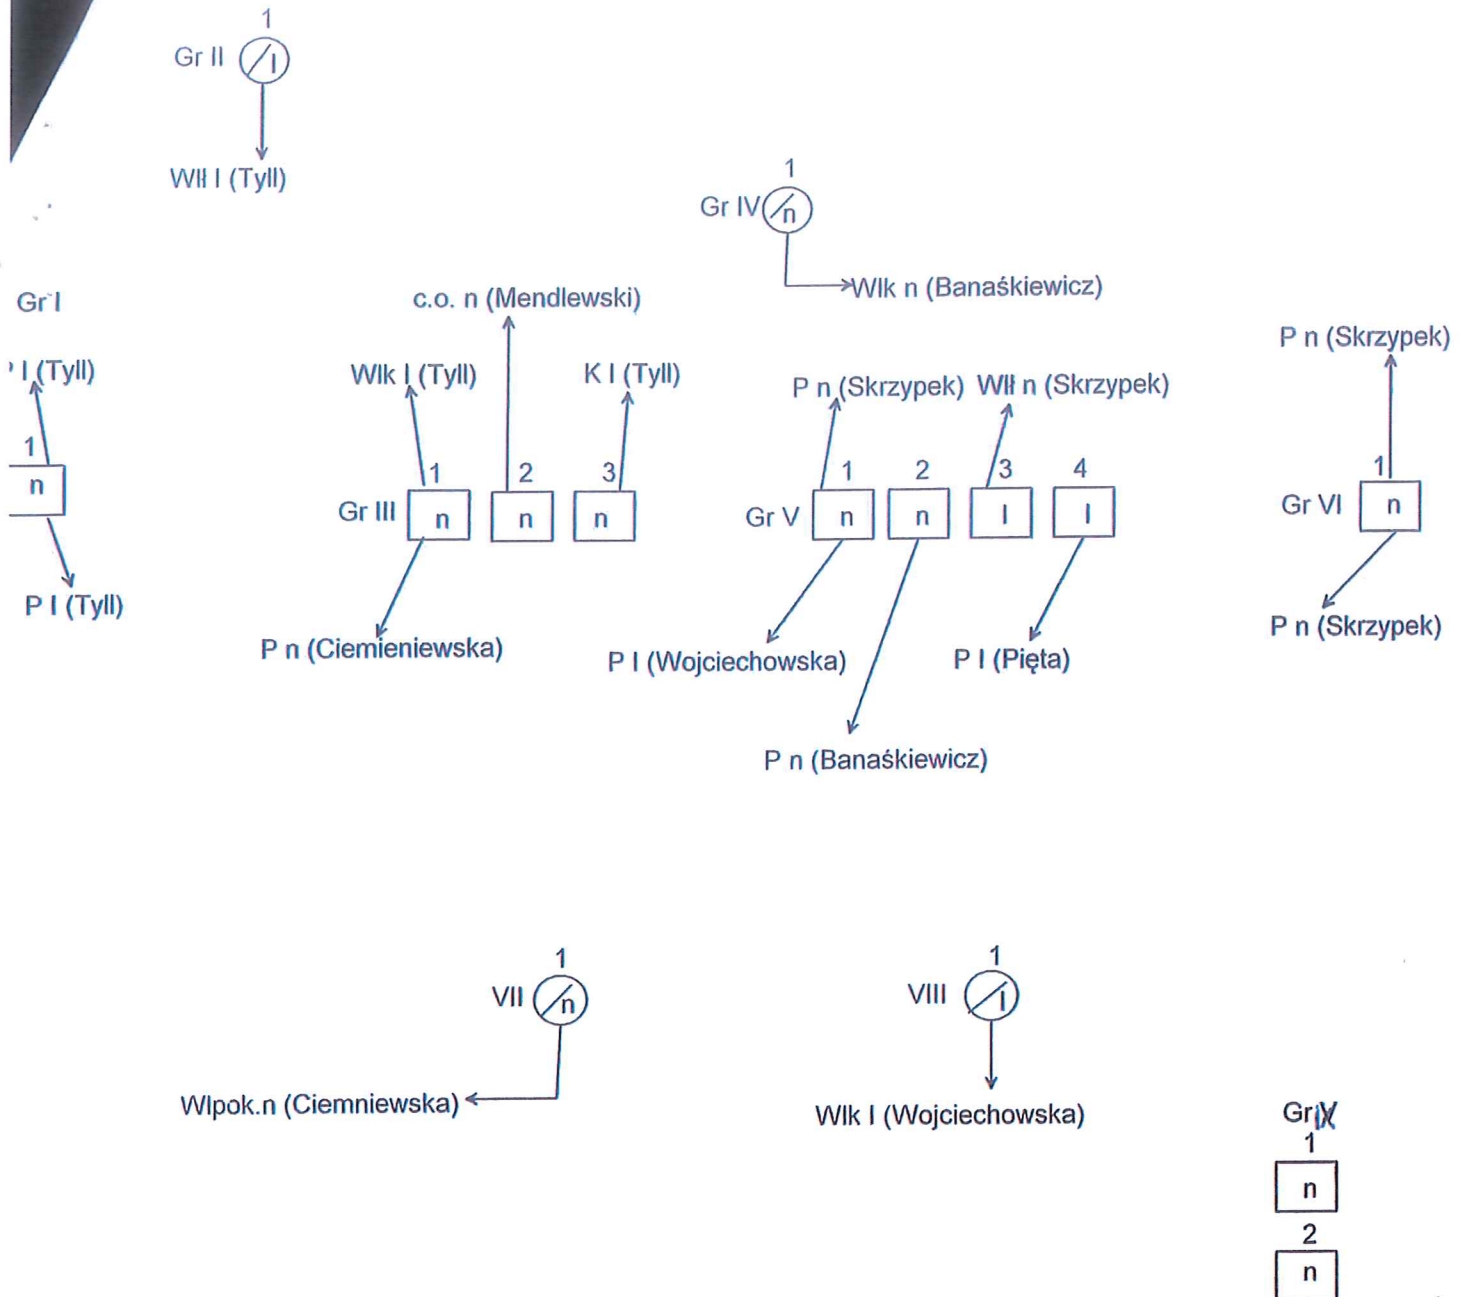 1
Gr II
I
Włł I (Tyll)
1
Gr IV
n
Wlk n (Banaśkiewicz)
Gr I
I (Tyll)
1
n
P I (Tyll)
c.o. n (Mendlewski)
Wlk I (Tyll)
K I (Tyll)
1 2 3
Gr III n n n
P n (Ciemieniewska)
P n (Skrzypek) Włł n (Skrzypek)
1 2 3 4
Gr V n n I I
P I (Wojciechowska)
P I (Pięta)
P n (Banaśkiewicz)
P n (Skrzypek)
1
Gr VI n
P n (Skrzypek)
1
VII n
Wlpok.n (Ciemniewska)
1
VIII I
Wlk I (Wojciechowska)
Gr IX
1
n
2
n